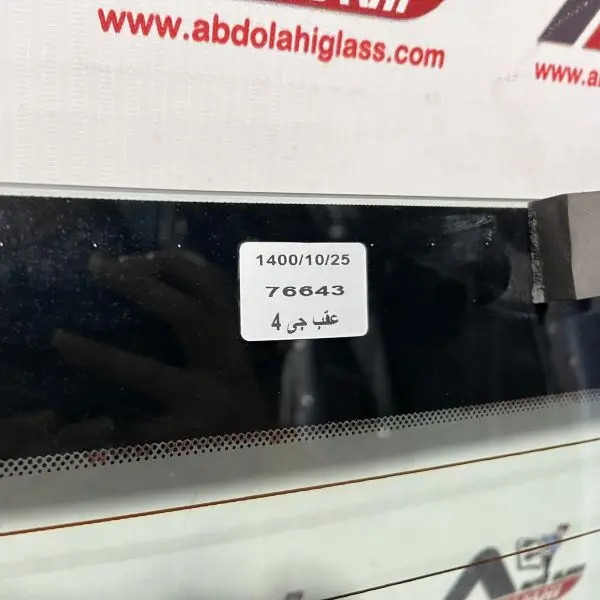 www.abdolahiglass.com
www.a
1400/10/25
76643
عقب جی 4